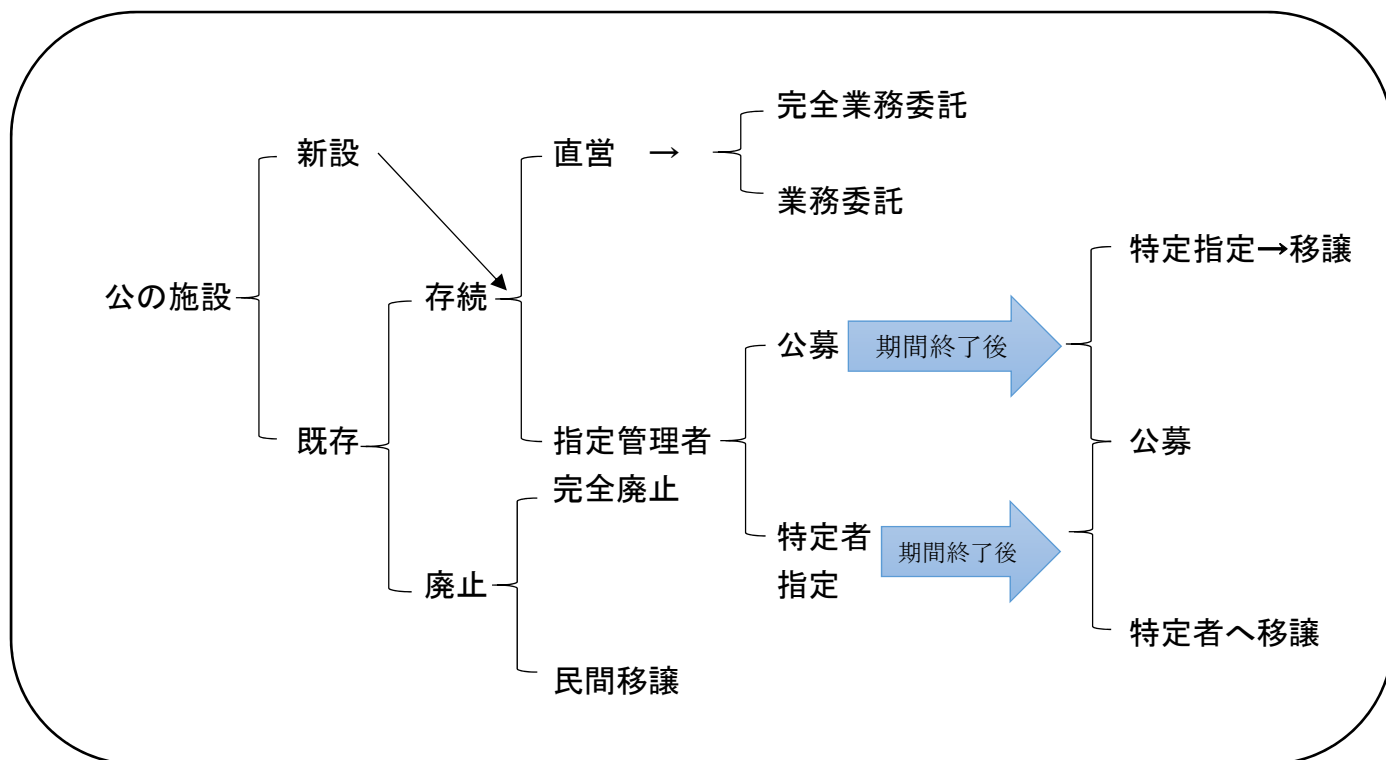 完全業務委託
新設
直営 →
業務委託
特定指定→移譲
公の施設
存続
公募
期間終了後
既存
指定管理者
公募
完全廃止
特定者
指定
期間終了後
廃止
特定者へ移譲
民間移譲